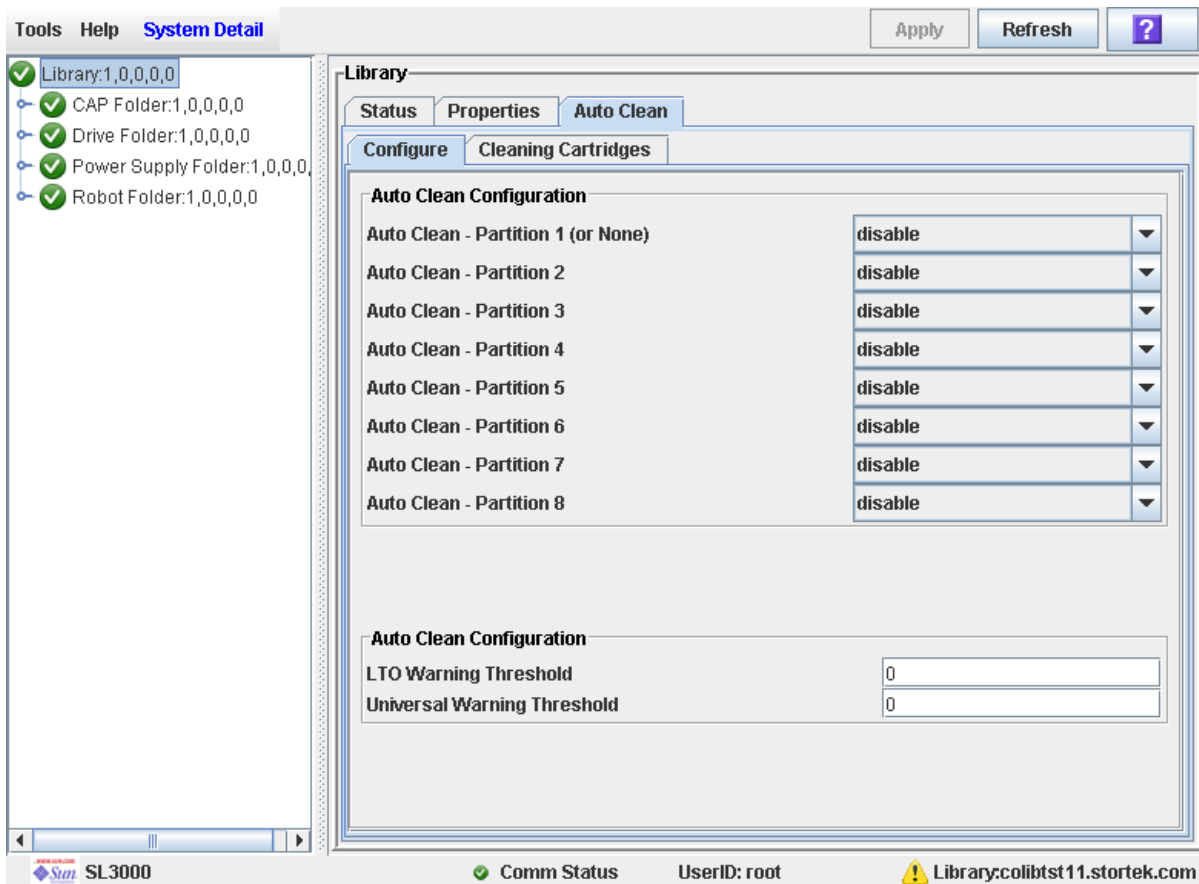 Tools Help System Detail Apply Refresh ?
Library:1,0,0,0,0
CAP Folder:1,0,0,0,0
Drive Folder:1,0,0,0,0
Power Supply Folder:1,0,0,0,
Robot Folder:1,0,0,0,0
Library
Status Properties Auto Clean
Configure Cleaning Cartridges
Auto Clean Configuration
Auto Clean - Partition 1 (or None) disable
Auto Clean - Partition 2 disable
Auto Clean - Partition 3 disable
Auto Clean - Partition 4 disable
Auto Clean - Partition 5 disable
Auto Clean - Partition 6 disable
Auto Clean - Partition 7 disable
Auto Clean - Partition 8 disable
Auto Clean Configuration
LTO Warning Threshold 0
Universal Warning Threshold 0
Sun SL3000 Comm Status UserID: root Library:colibtst11.stortek.com